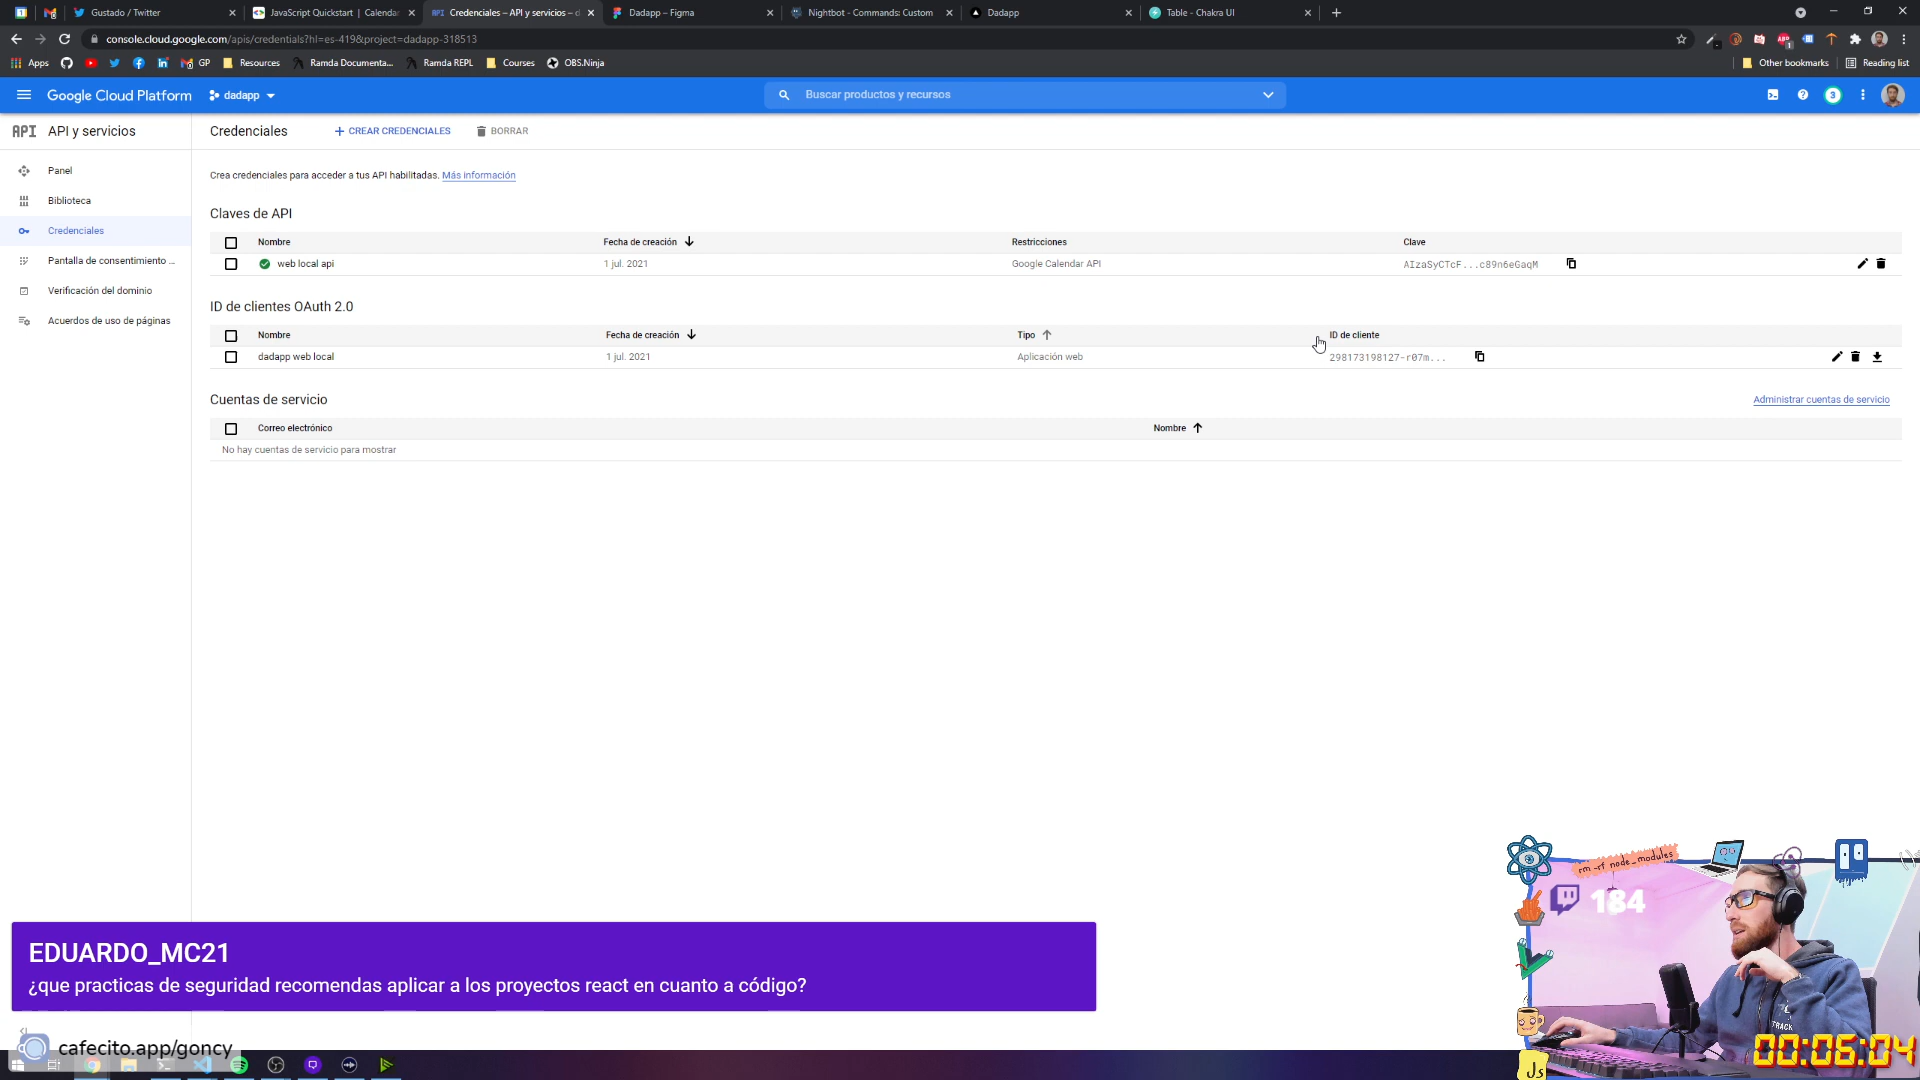 Gustado / Twitter
JavaScript Quickstart | Calendar
API Credenciales – API y servicios – d
Dadapp – Figma
Nightbot - Commands: Custom
Dadapp
Table - Chakra UI
console.cloud.google.com/apis/credentials?hl=es-419&project=dadapp-318513
Apps
GP
Resources
Ramda Documenta...
Ramda REPL
Courses
OBS.Ninja
Other bookmarks
Reading list
Google Cloud Platform
dadapp
Buscar productos y recursos
3
API API y servicios
Credenciales
+ CREAR CREDENCIALES
BORRAR
Panel
Biblioteca
Credenciales
Pantalla de consentimiento ...
Verificación del dominio
Acuerdos de uso de páginas
Crea credenciales para acceder a tus API habilitadas. Más información
Claves de API
Nombre Fecha de creación Restricciones Clave
web local api 1 jul. 2021 Google Calendar API AIzaSyCTcF...c89n6eGaqM
ID de clientes OAuth 2.0
Nombre Fecha de creación Tipo ID de cliente
dadapp web local 1 jul. 2021 Aplicación web 298173198127-r07m...
Cuentas de servicio
Administrar cuentas de servicio
Correo electrónico Nombre
No hay cuentas de servicio para mostrar
rm -rf node_modules
184
EDUARDO_MC21
¿que practicas de seguridad recomendas aplicar a los proyectos react en cuanto a código?
cafecito.app/goncy
JS
00:06:04